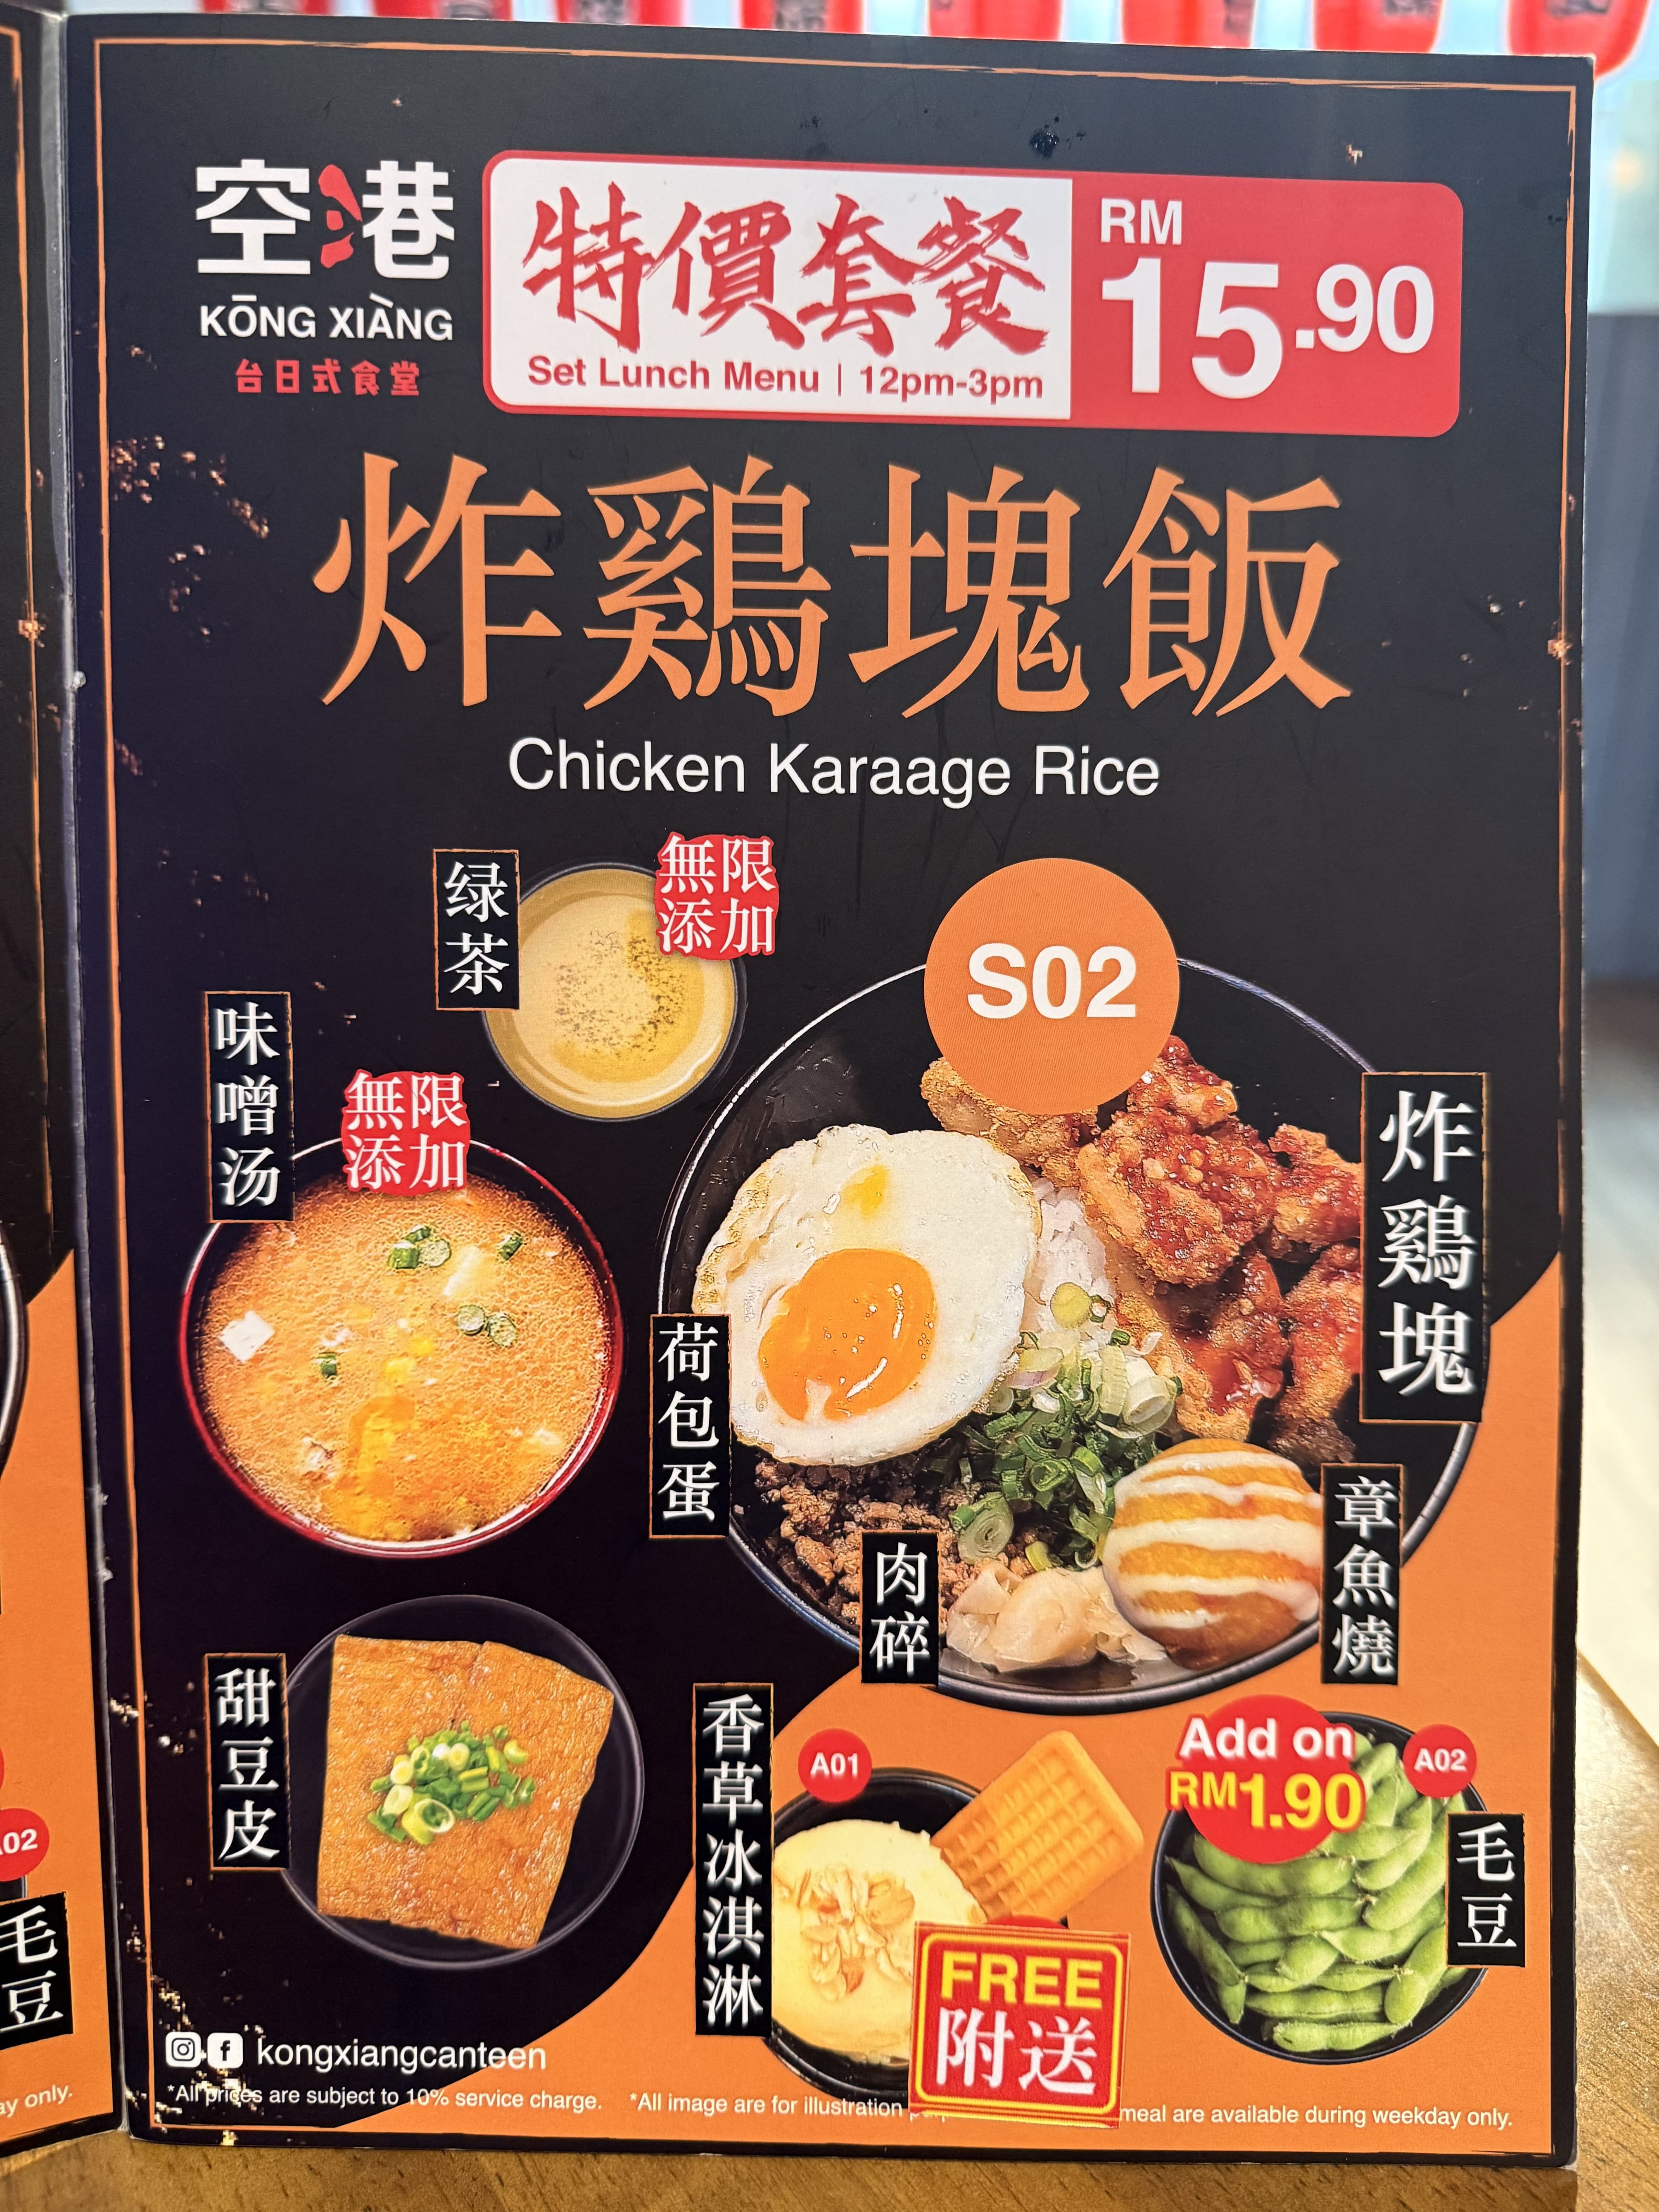 空港
KŌNG XIÀNG
台日式食堂
特價套餐
Set Lunch Menu | 12pm-3pm
RM
15.90
炸鷄塊飯
Chicken Karaage Rice
绿茶
無限
添加
S02
味噌汤
無限
添加
炸鷄塊
荷包蛋
章魚燒
肉碎
甜豆皮
香草冰淇淋
A01
Add on
RM1.90
A02
毛豆
FREE
附送
A02
毛豆
kongxiangcanteen
*All prices are subject to 10% service charge.
*All image are for illustration
meal are available during weekday only.
only.